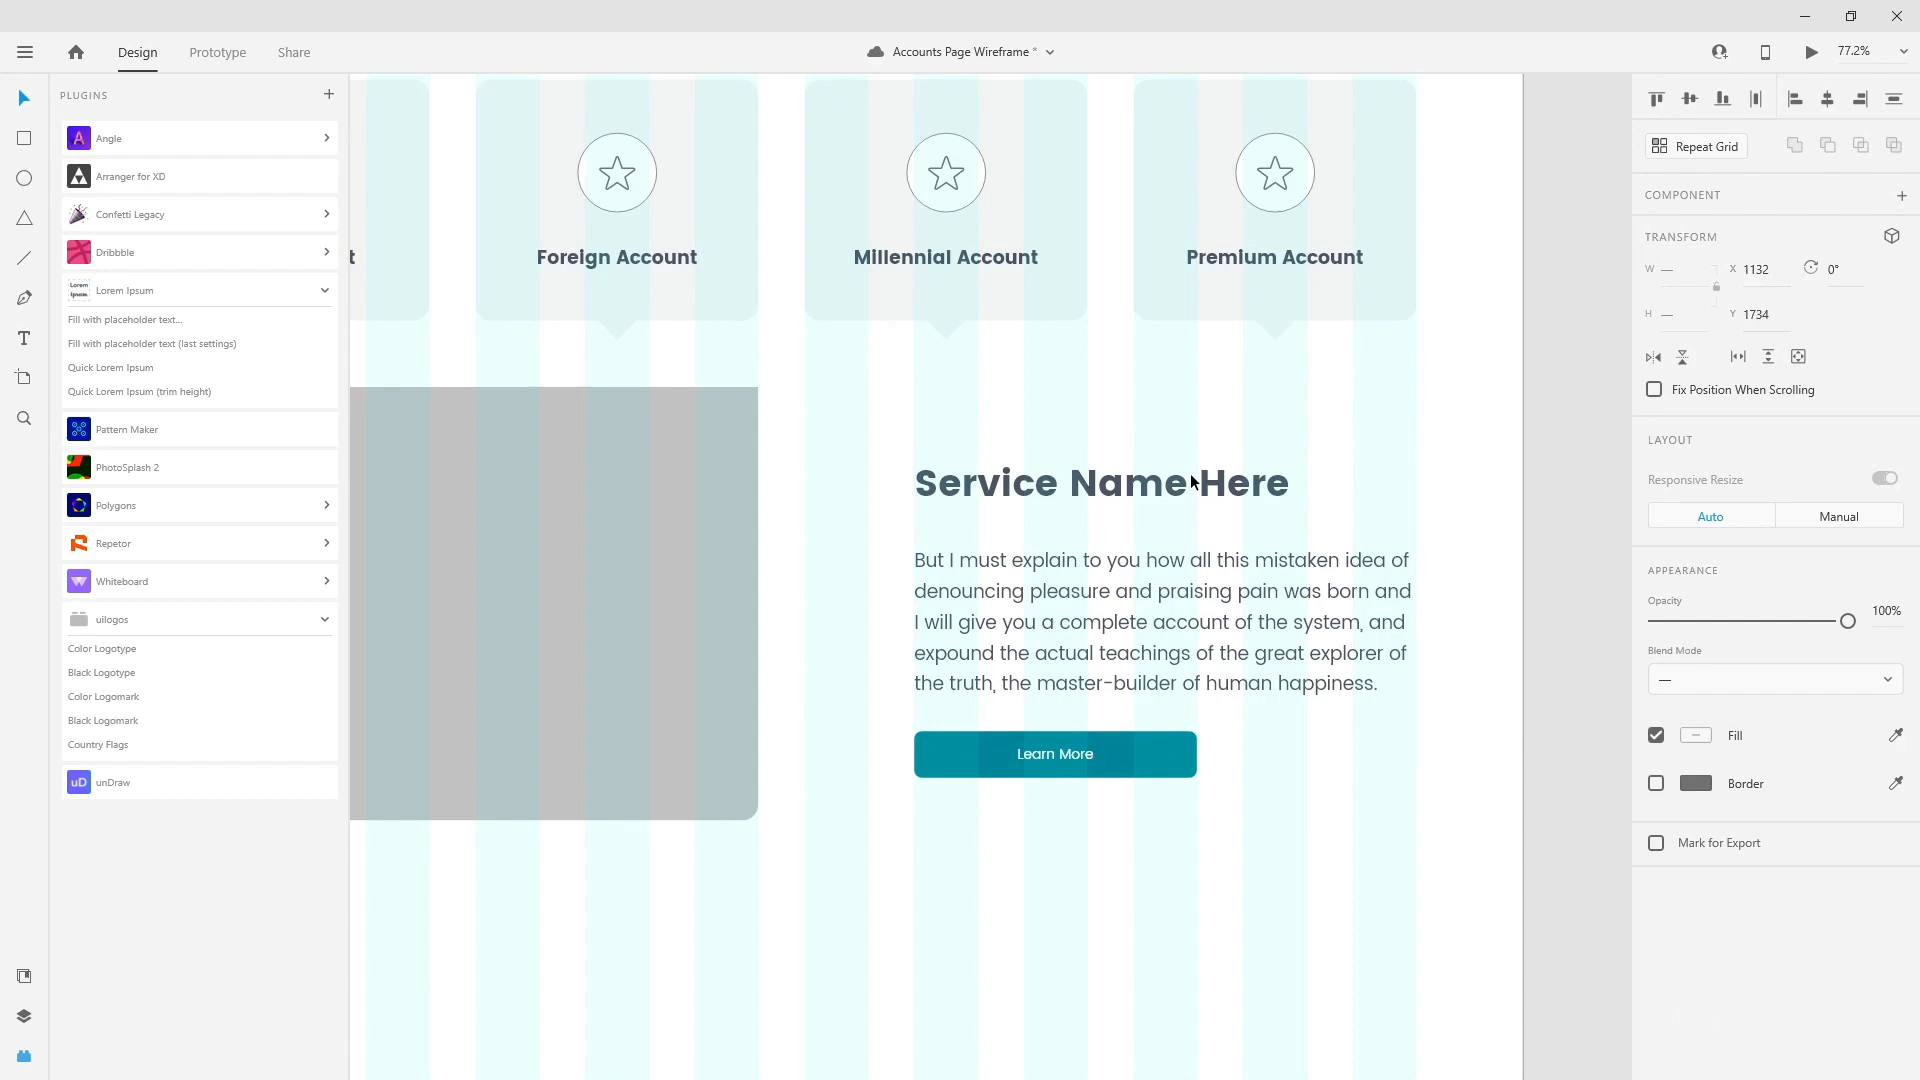 Design
Prototype
Share
Accounts Page Wireframe *
77.2%
PLUGINS
Angle
Arranger for XD
Confetti Legacy
Dribbble
Lorem Ipsum
Lorem Ipsum
Fill with placeholder text...
Fill with placeholder text (last settings)
Quick Lorem Ipsum
Quick Lorem Ipsum (trim height)
Pattern Maker
PhotoSplash 2
Polygons
Repetor
Whiteboard
uilogos
Color Logotype
Black Logotype
Color Logomark
Black Logomark
Country Flags
uD unDraw
t
Foreign Account
Millennial Account
Premium Account
Service Name Here
But I must explain to you how all this mistaken idea of
denouncing pleasure and praising pain was born and
I will give you a complete account of the system, and
expound the actual teachings of the great explorer of
the truth, the master-builder of human happiness.
Learn More
Repeat Grid
COMPONENT
TRANSFORM
W — X 1132 0°
H — Y 1734
Fix Position When Scrolling
LAYOUT
Responsive Resize
Auto
Manual
APPEARANCE
Opacity
100%
Blend Mode
—
Fill
Border
Mark for Export